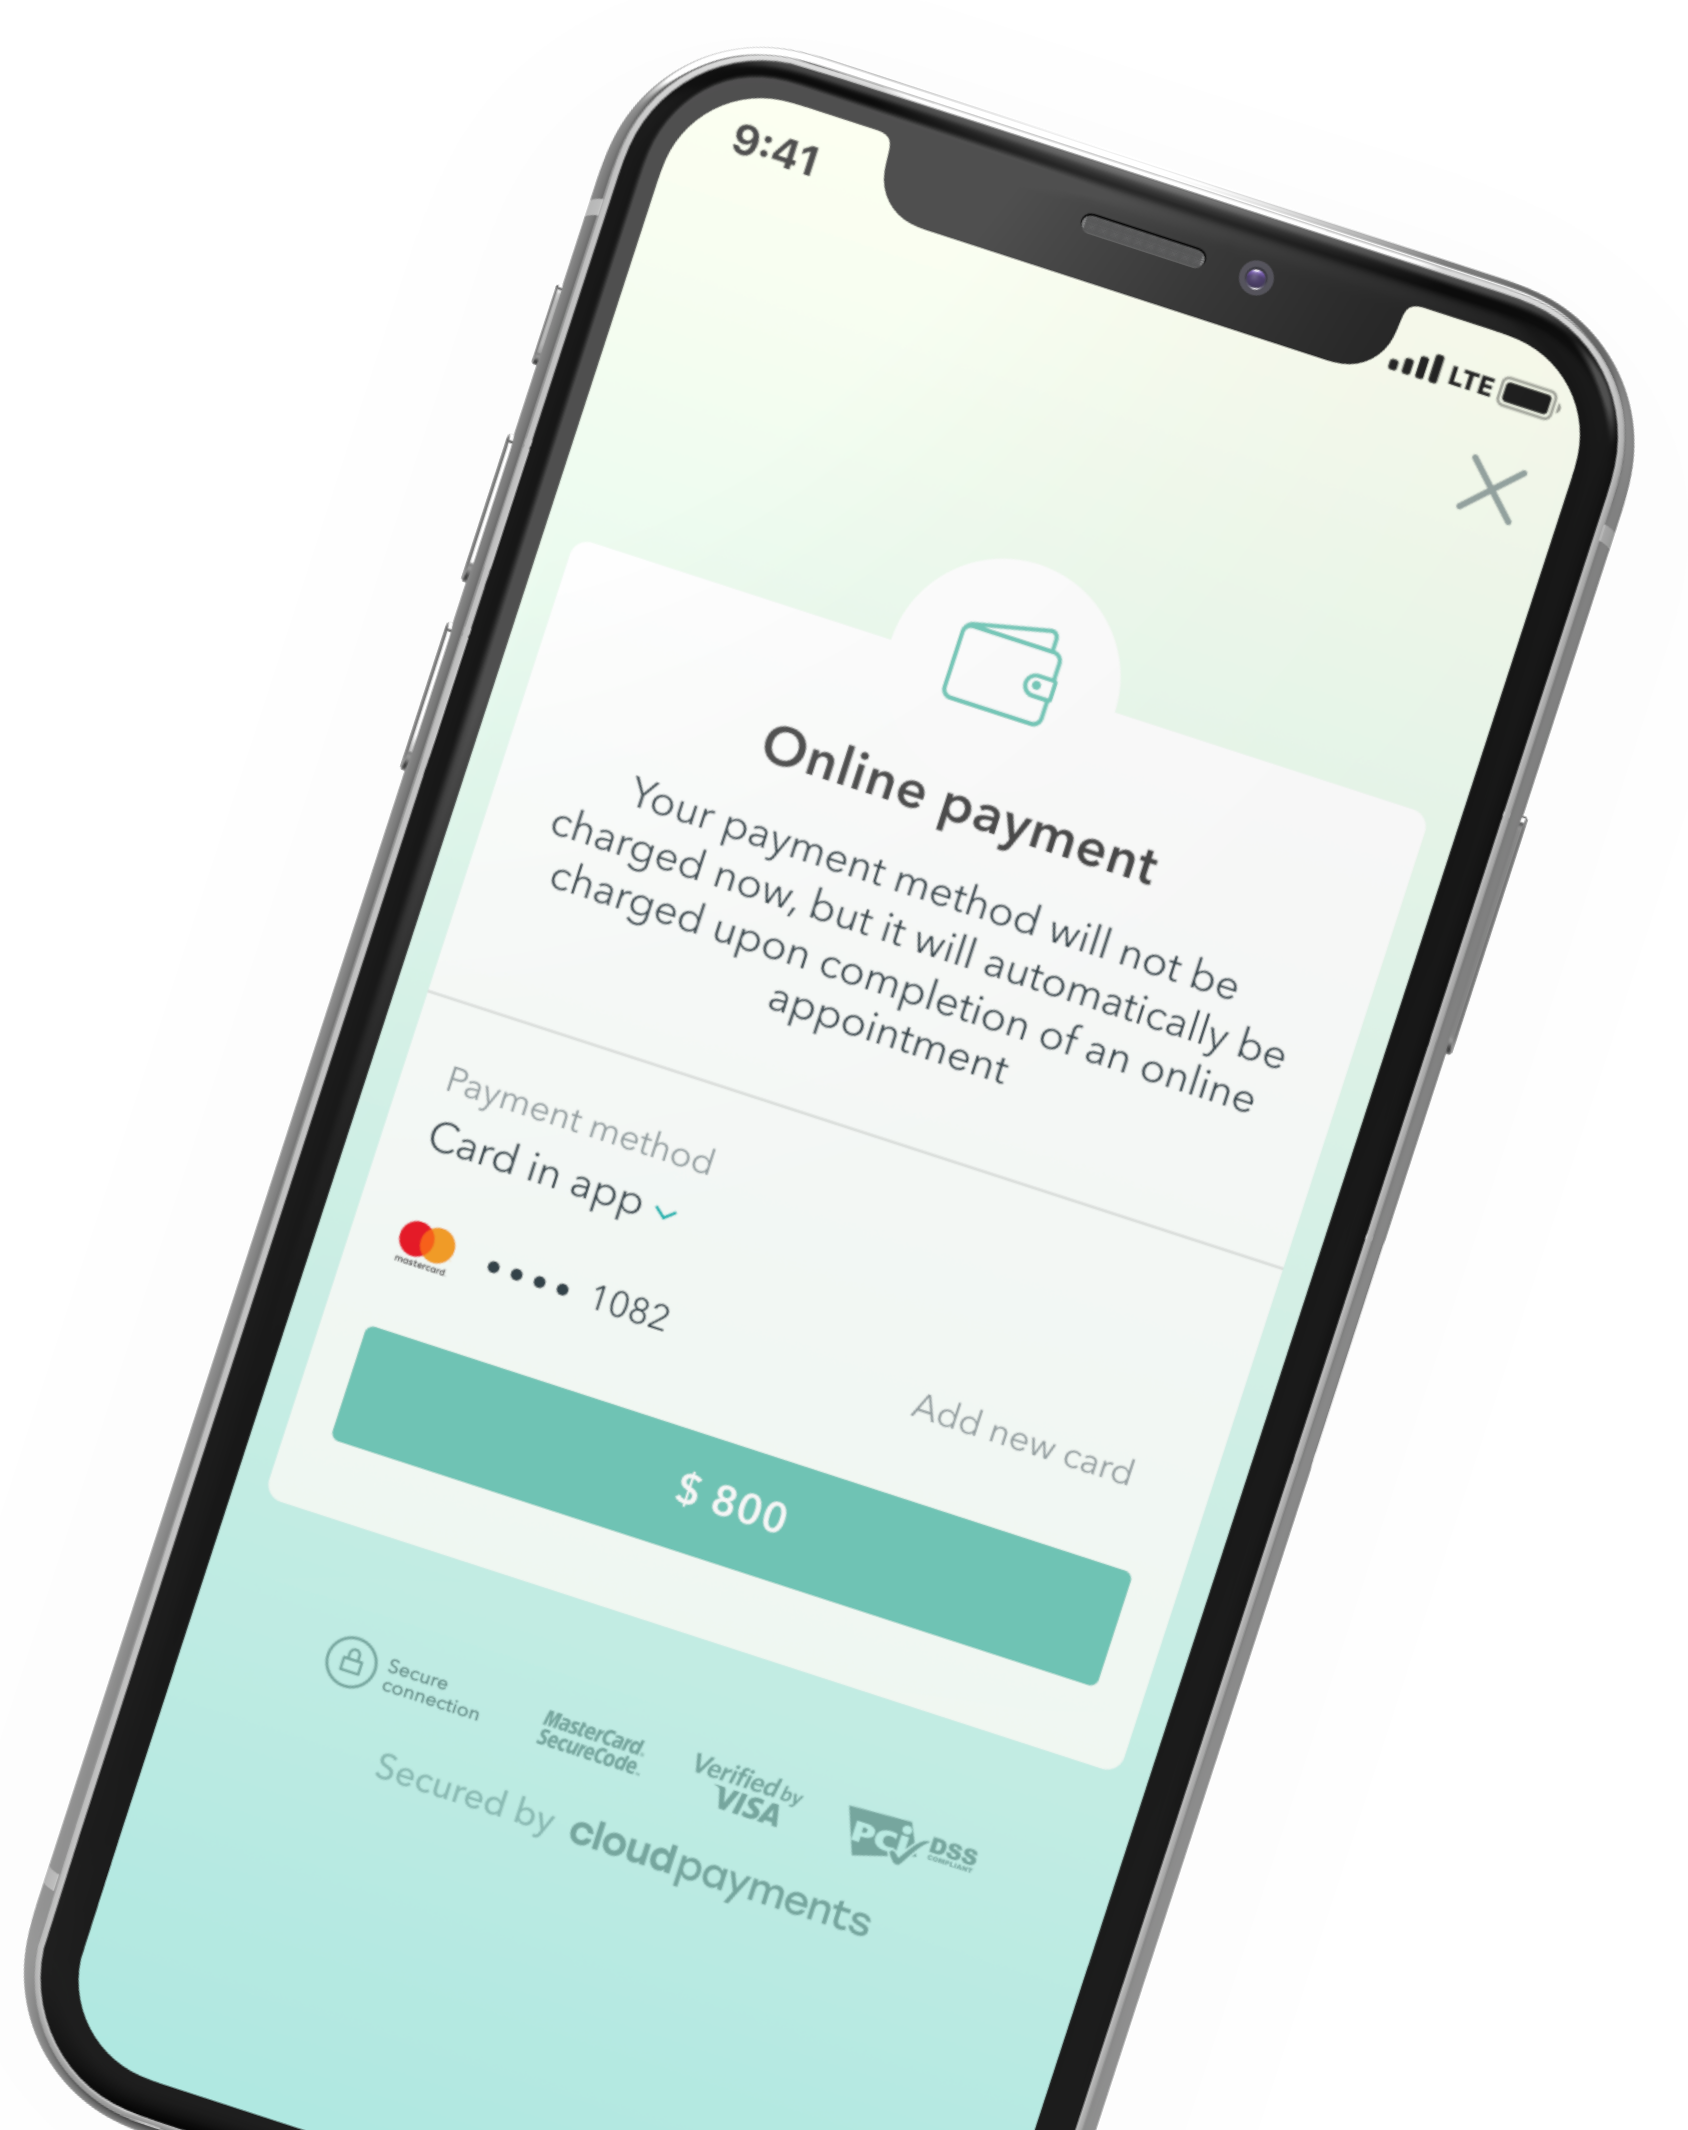 9:41
LTE
Online payment
Your payment method will not be
charged now, but it will automatically be
charged upon completion of an online
appointment
Payment method
Card in app
mastercard
•••• 1082
Add new card
$ 800
Secure
connection
MasterCard.
SecureCode.
Verified by
VISA
PCi DSS
COMPLIANT
Secured by cloudpayments